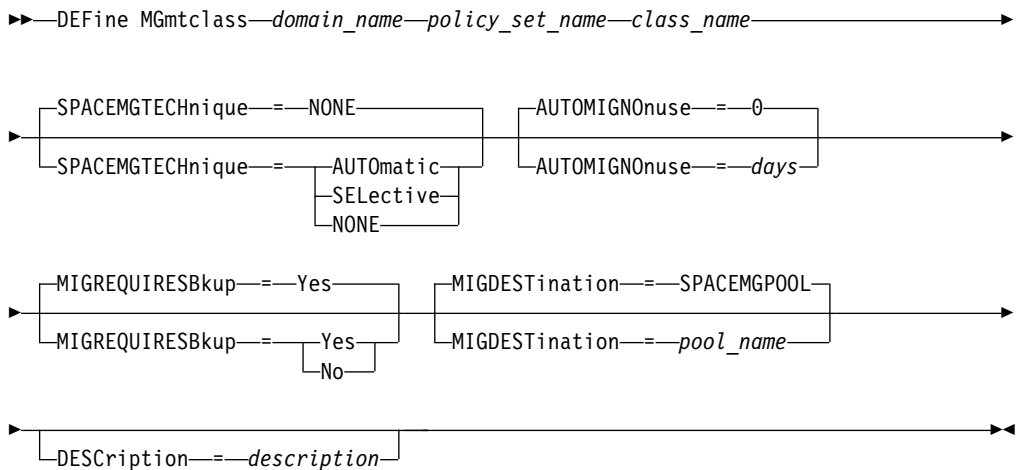 DEFine MGmtclass domain_name policy_set_name class_name
SPACEMGTECHnique = NONE AUTOMIGNOnuse = 0
SPACEMGTECHnique = AUTOmatic AUTOMIGNOnuse = days
SELective
NONE
MIGREQUIRESBkup = Yes MIGDESTination = SPACEMGPOOL
MIGREQUIRESBkup = Yes MIGDESTination = pool_name
No
DESCription = description